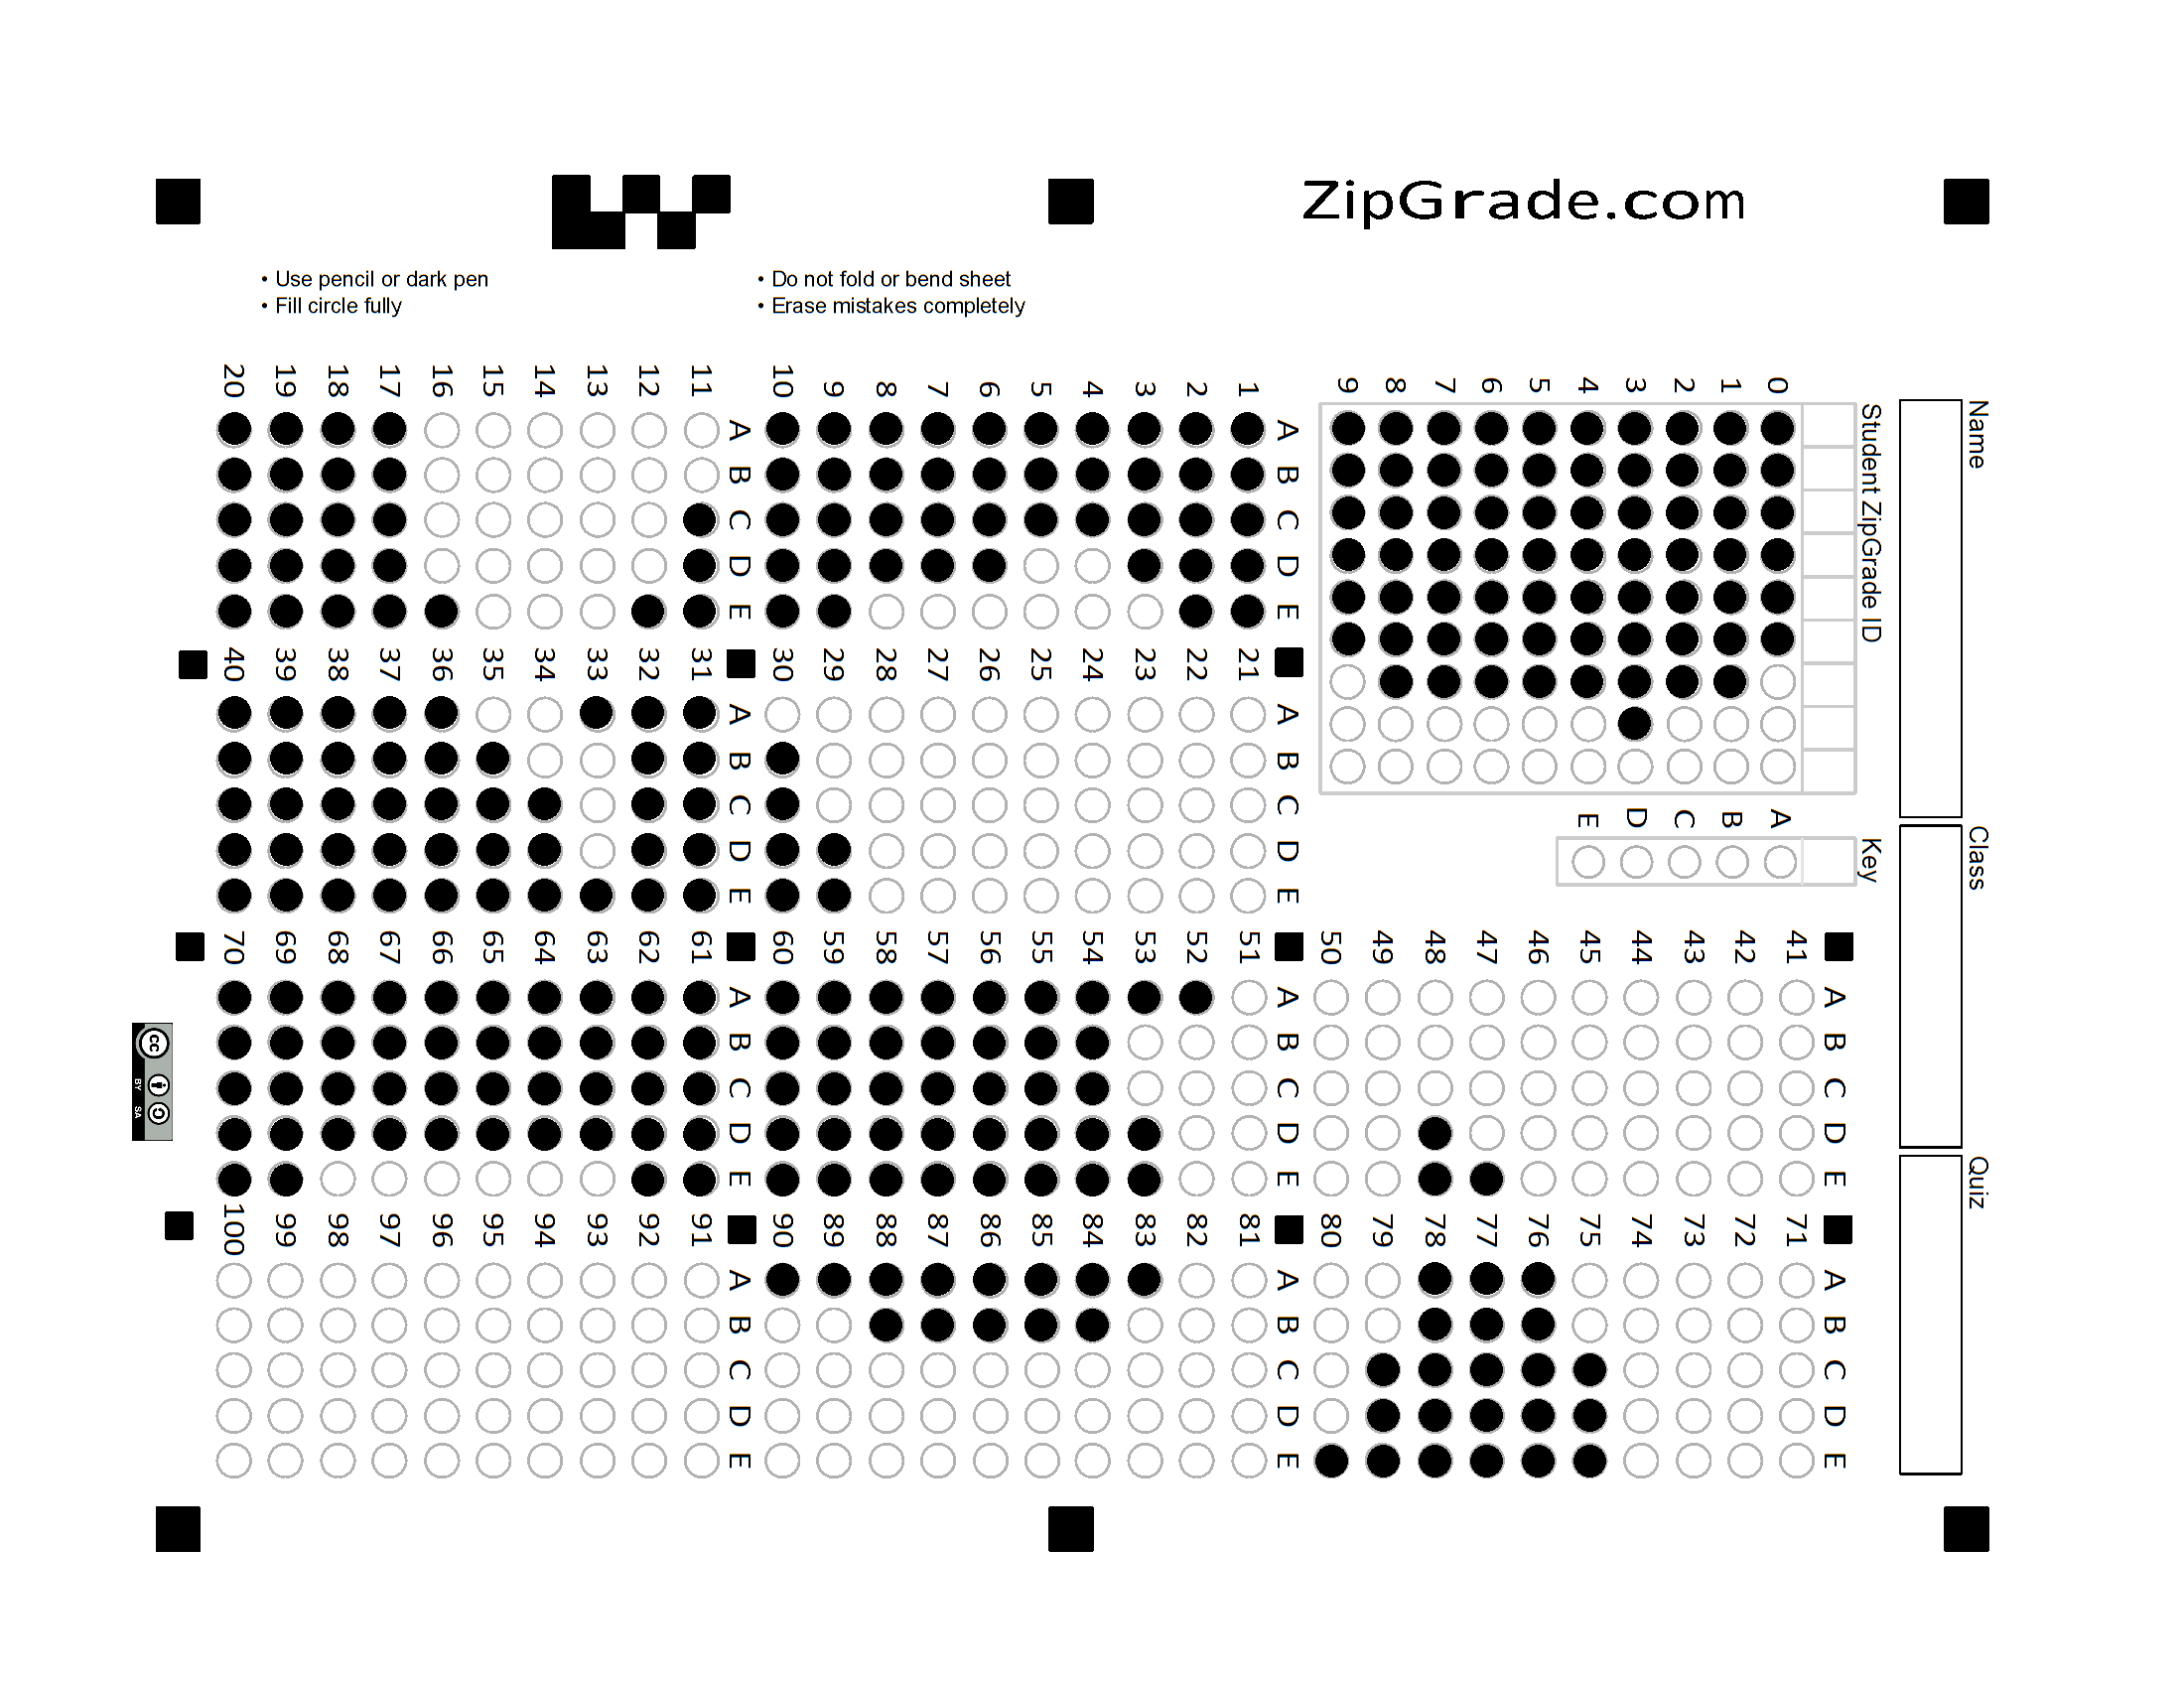 ZipGrade.com
• Use pencil or dark pen
• Fill circle fully
• Do not fold or bend sheet
• Erase mistakes completely
Name
Class
Quiz
Student ZipGrade ID
0 1 2 3 4 5 6 7 8 9
Key
A B C D E
1 2 3 4 5 6 7 8 9 10
A B C D E
11 12 13 14 15 16 17 18 19 20
A B C D E
21 22 23 24 25 26 27 28 29 30
A B C D E
31 32 33 34 35 36 37 38 39 40
A B C D E
41 42 43 44 45 46 47 48 49 50
A B C D E
51 52 53 54 55 56 57 58 59 60
A B C D E
61 62 63 64 65 66 67 68 69 70
A B C D E
71 72 73 74 75 76 77 78 79 80
A B C D E
81 82 83 84 85 86 87 88 89 90
A B C D E
91 92 93 94 95 96 97 98 99 100
A B C D E
cc
BY SA